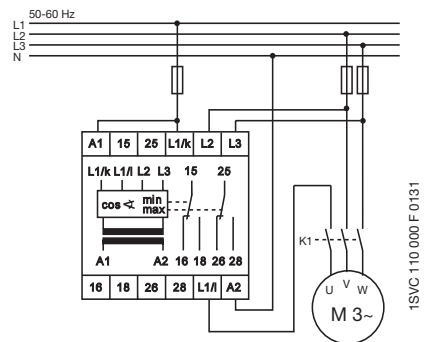 50-60 Hz
L1
L2
L3
N
A1 15 25 L1/k L2 L3
L1/k L1/l L2 L3 15 25
cos ∢ min
max
A1 A2 16 18 26 28
16 18 26 28 L1/l A2
K1
U V W
M 3~
1SVC 110 000 F 0131